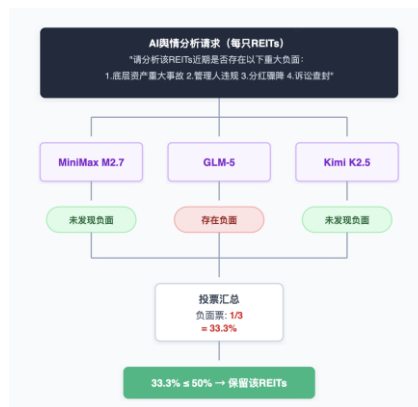 AI舆情分析请求（每只REITs）
"请分析该REITs近期是否存在以下重大负面：
1.底层资产重大事故 2.管理人违规 3.分红骤降 4.诉讼查封"
MiniMax M2.7 GLM-5 Kimi K2.5
未发现负面 存在负面 未发现负面
投票汇总
负面票: 1/3
= 33.3%
33.3% ≤ 50% → 保留该REITs